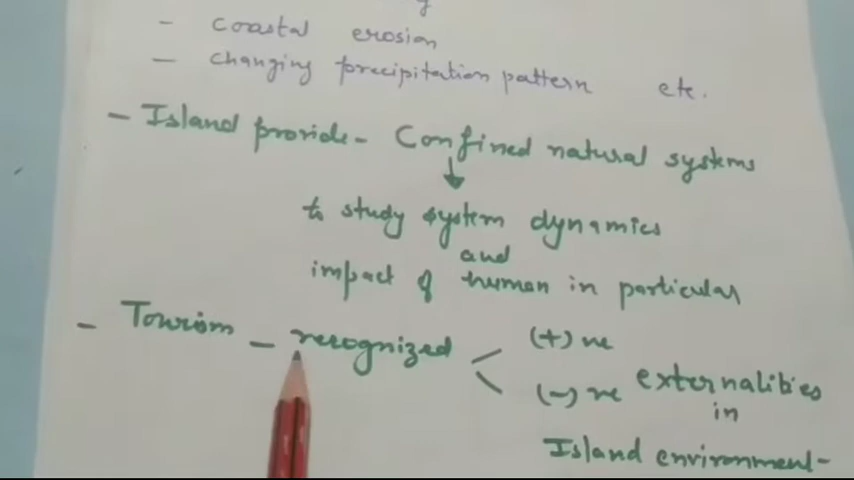 - coastal erosion
- changing precipitation pattern etc.
- Island provide - Confined natural systems
↓
to study system dynamics
and
impact of human in particular
- Tourism - recognized
(+) ve
(-) ve externalities
in
Island environment-